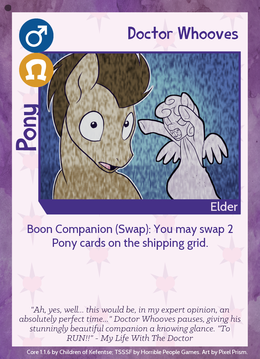 Doctor Whooves
Pony
Elder
Boon Companion (Swap): You may swap 2
Pony cards on the shipping grid.
"Ah, yes, well... this would be, in my expert opinion, an
absolutely perfect time..." Doctor Whooves pauses, giving his
stunningly beautiful companion a knowing glance. "To
RUN!!" - My Life With The Doctor
Core 1.1.6 by Children of Kefentse; TSSSF by Horrible People Games. Art by Pixel Prism.